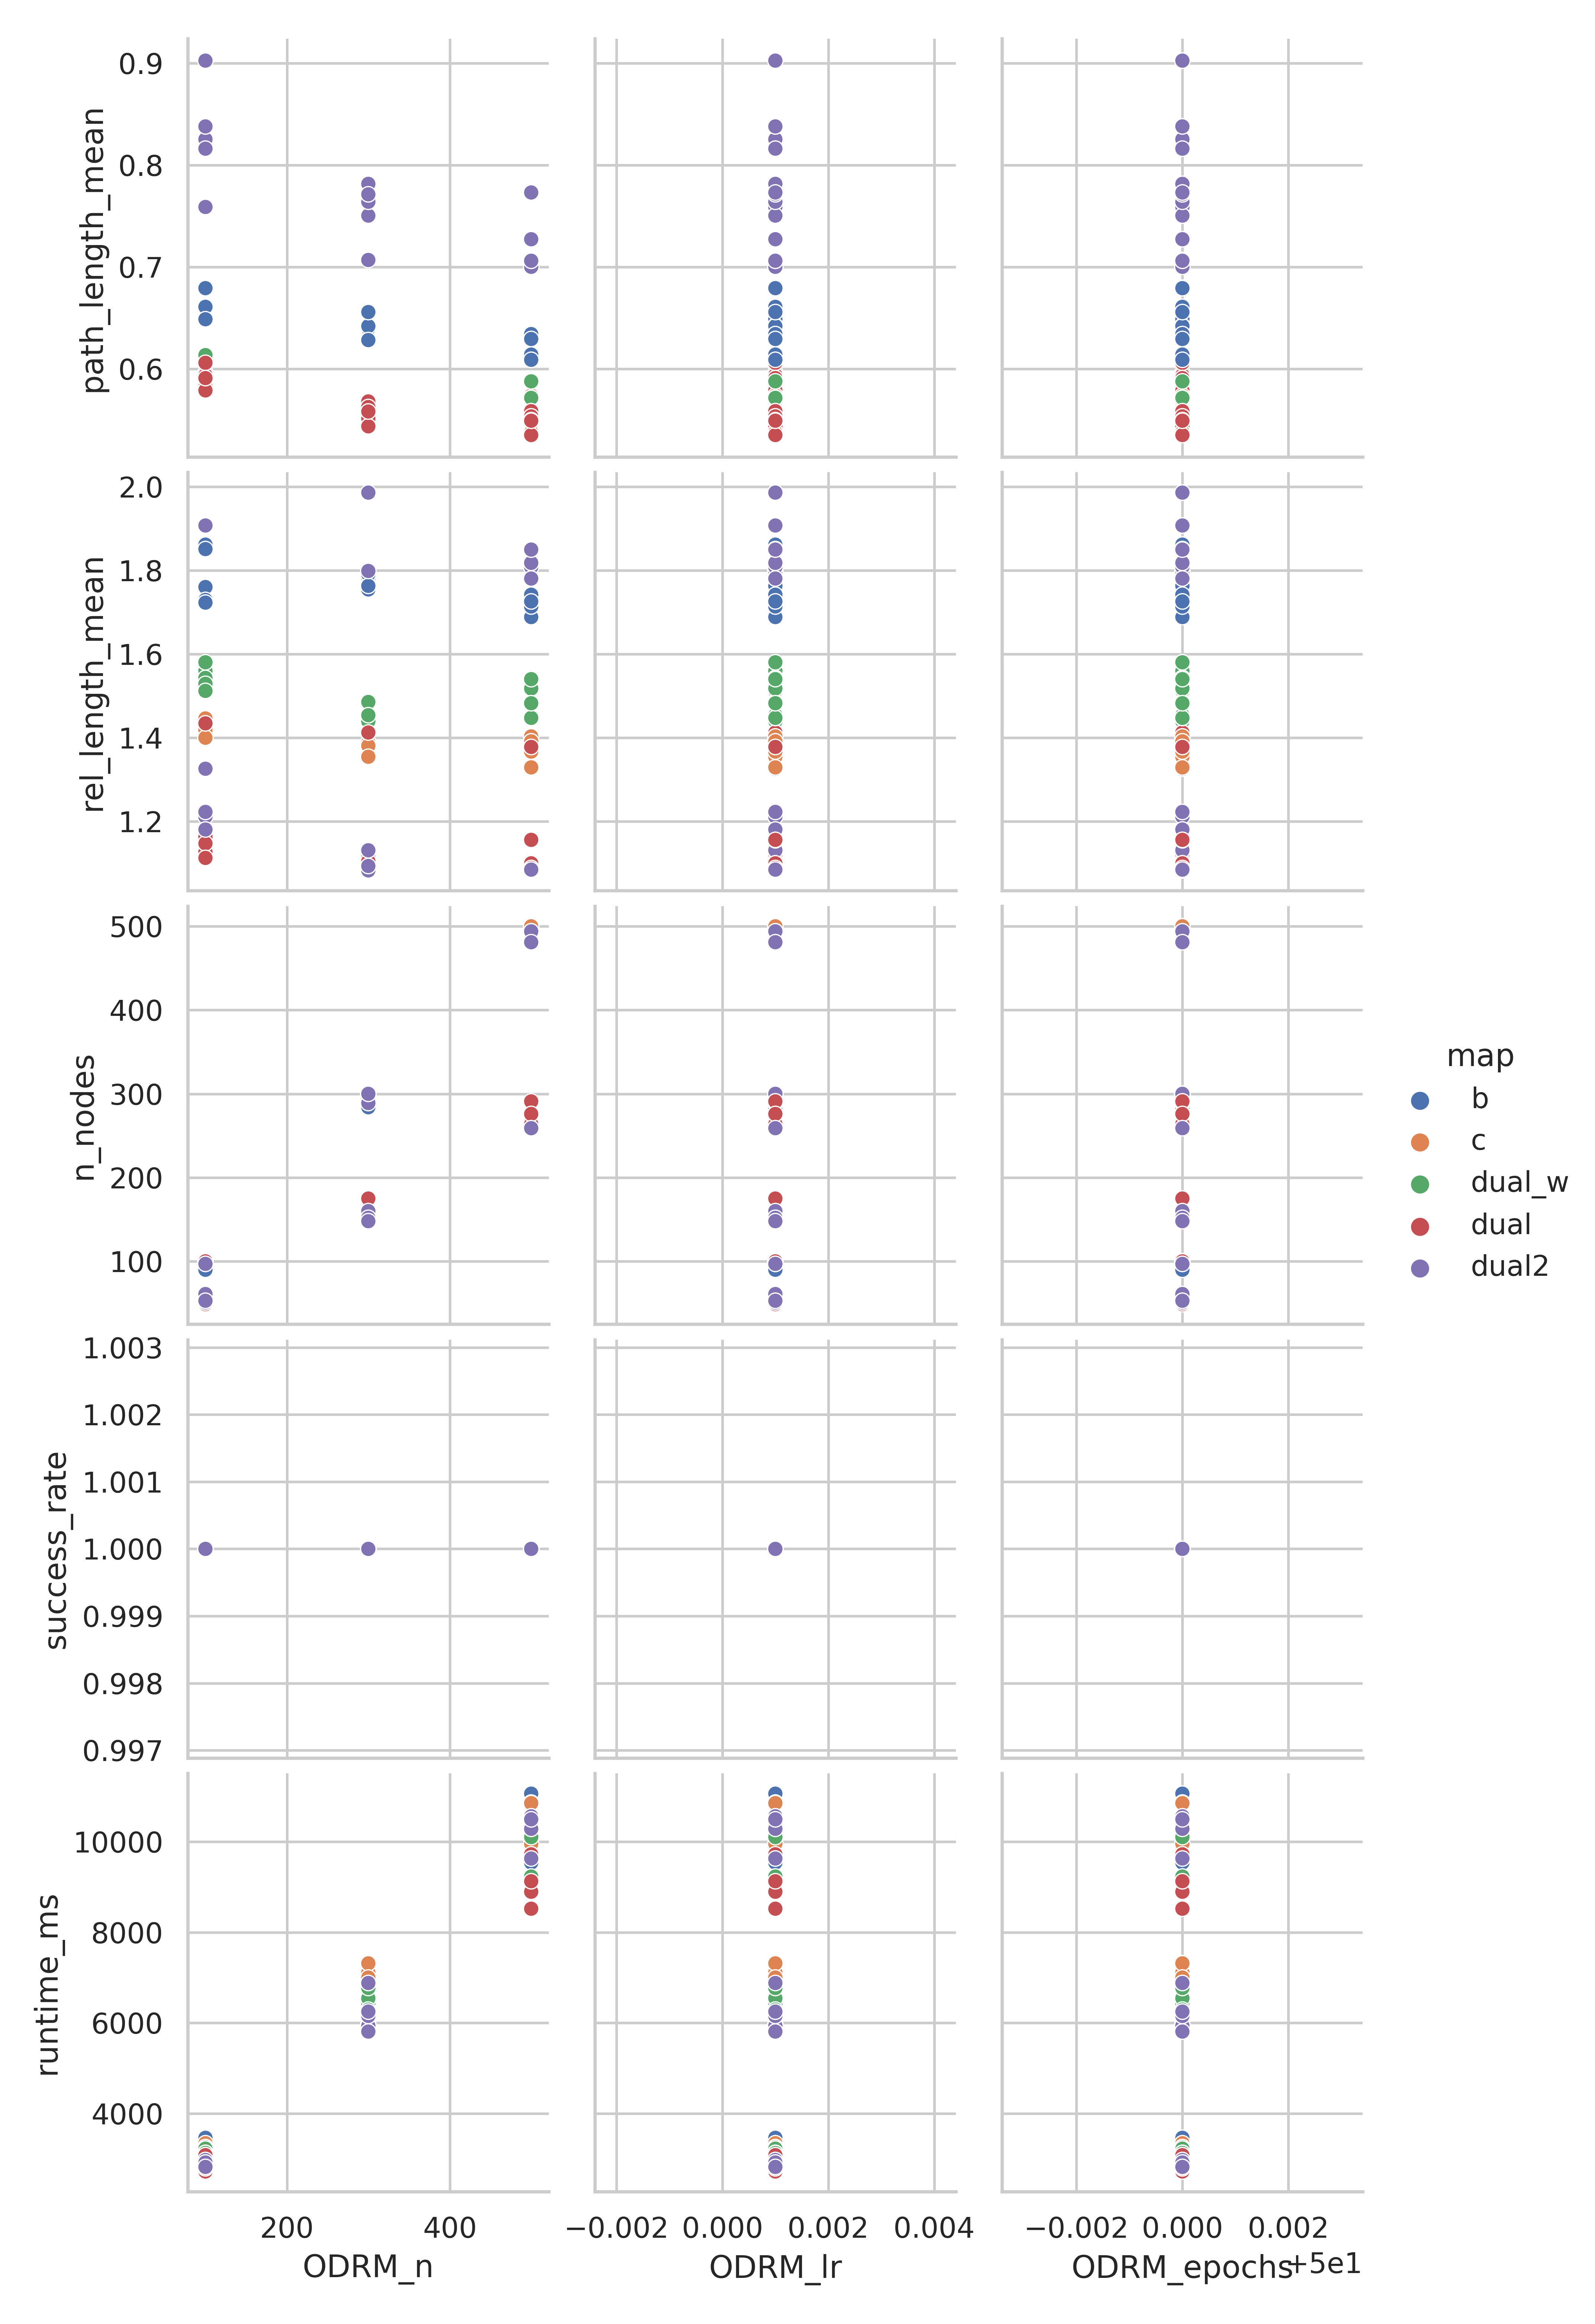 0.9
0.8
0.7
0.6
path_length_mean
2.0
1.8
1.6
1.4
1.2
rel_length_mean
500
400
300
200
100
n_nodes
map
b
c
dual_w
dual
dual2
1.003
1.002
1.001
1.000
0.999
0.998
0.997
success_rate
10000
8000
6000
4000
runtime_ms
200 400
ODRM_n
−0.002 0.000 0.002 0.004
ODRM_lr
−0.002 0.000 0.002
ODRM_epochs
+5e1